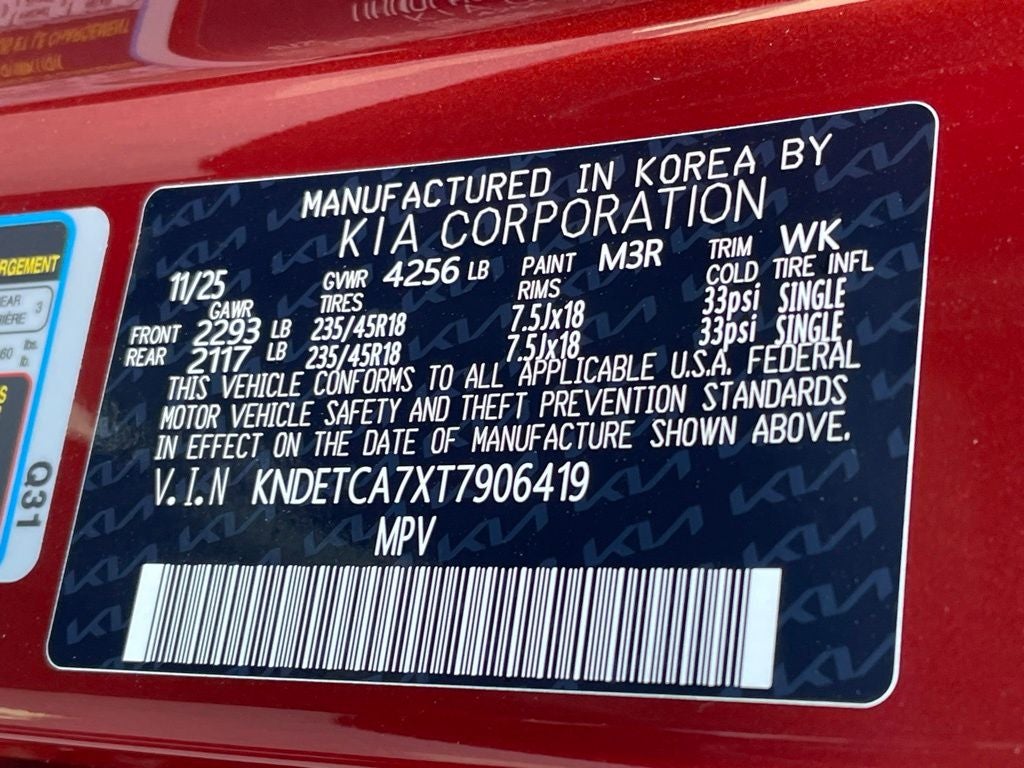 MANUFACTURED IN KOREA BY
KIA CORPORATION
11/25 GVWR 4256 LB PAINT M3R TRIM WK
GAWR TIRES RIMS COLD TIRE INFL
FRONT 2293 LB 235/45R18 7.5Jx18 33psi SINGLE
REAR 2117 LB 235/45R18 7.5Jx18 33psi SINGLE
THIS VEHICLE CONFORMS TO ALL APPLICABLE U.S.A. FEDERAL
MOTOR VEHICLE SAFETY AND THEFT PREVENTION STANDARDS
IN EFFECT ON THE DATE OF MANUFACTURE SHOWN ABOVE.
V.I.N KNDETCA7XT7906419
MPV
Q31